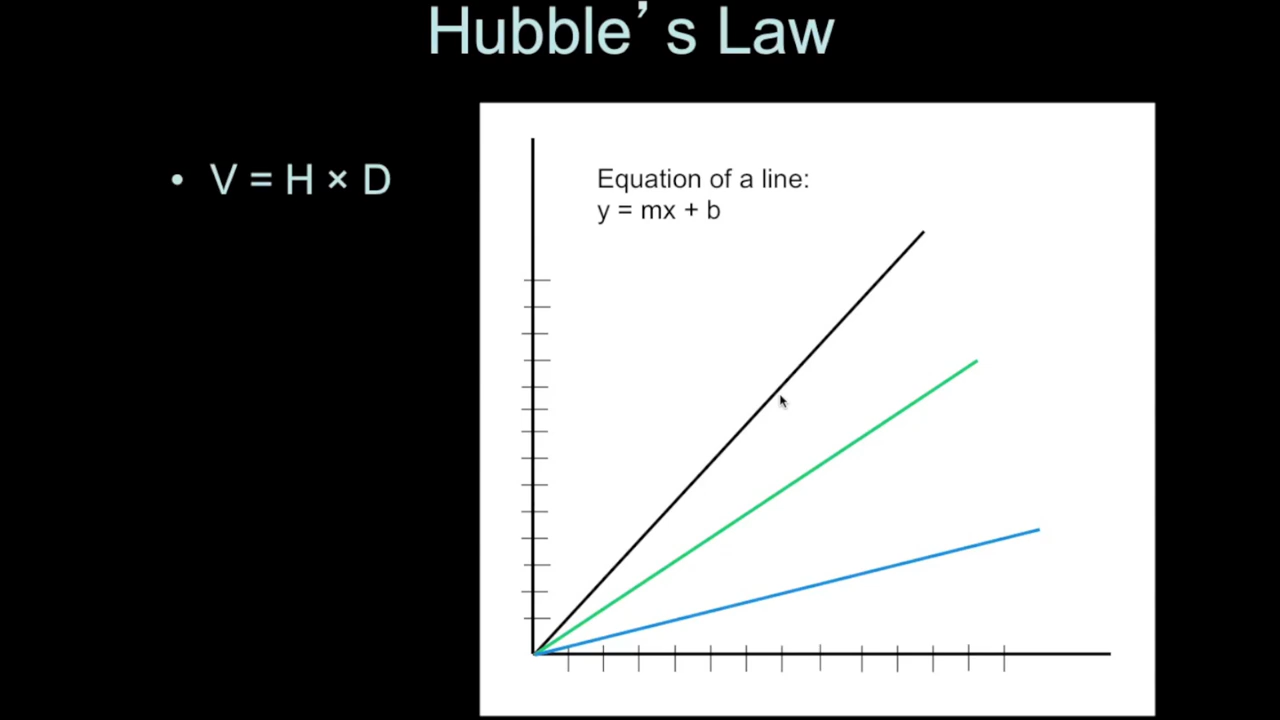 Hubble’s Law
• V = H × D
Equation of a line:
y = mx + b